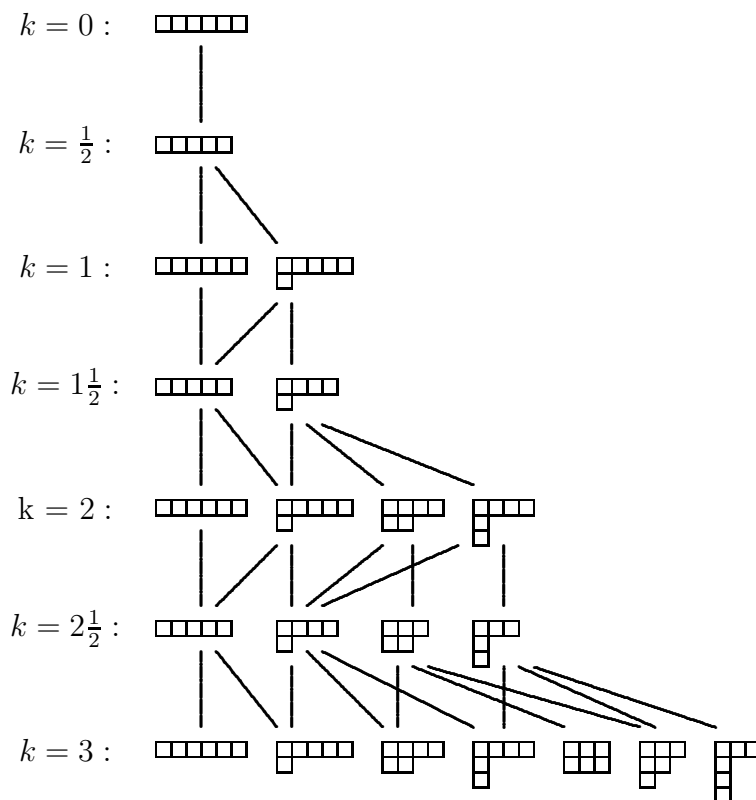 k = 0 :
k = 1/2 :
k = 1 :
k = 1 1/2 :
k = 2 :
k = 2 1/2 :
k = 3 :